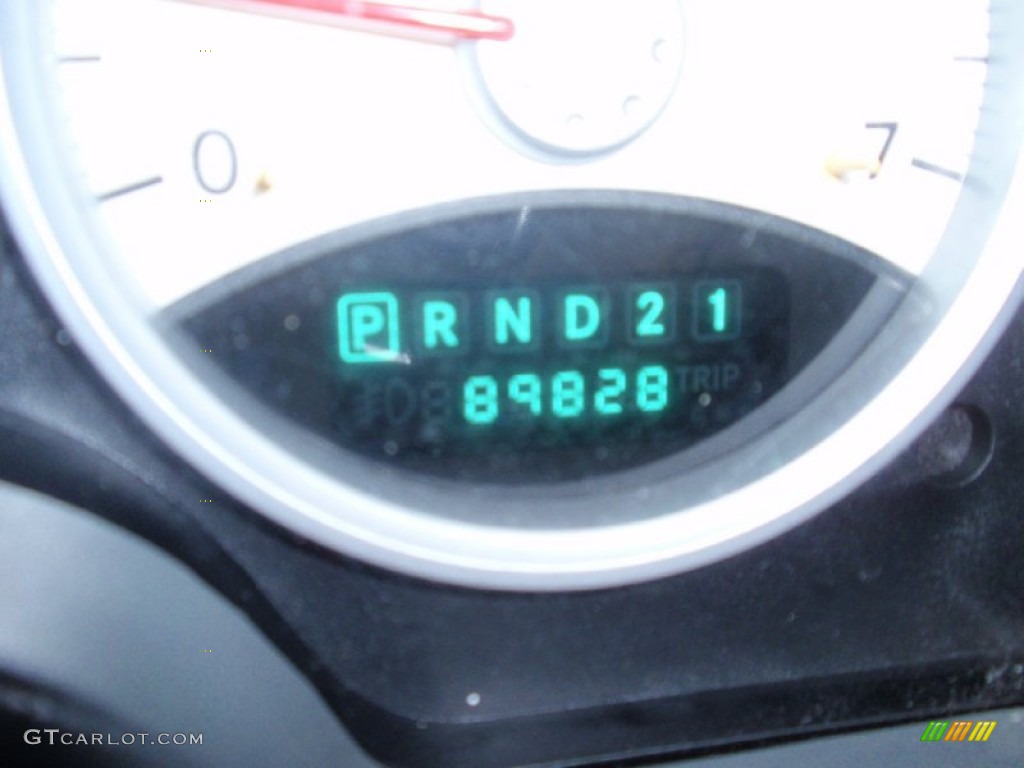 0 7
P R N D 2 1
89828 TRIP
GTCARLOT.COM